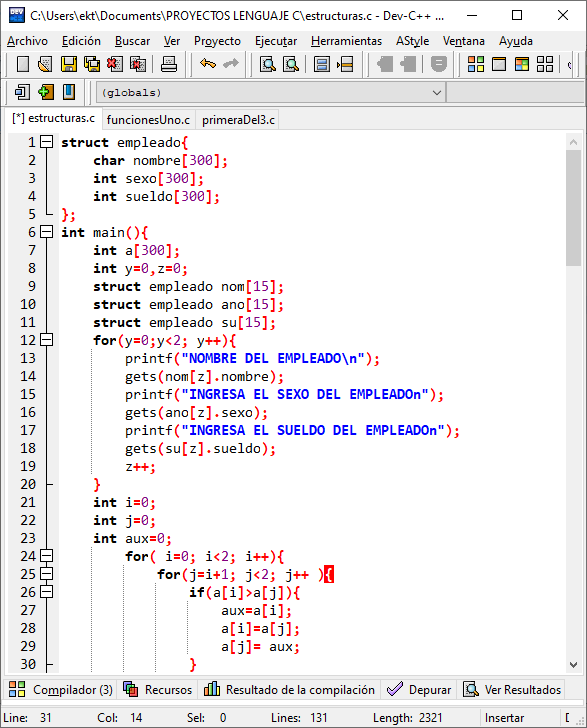 C:\Users\ekt\Documents\PROYECTOS LENGUAJE C\estructuras.c - Dev-C++ ...
Archivo Edición Buscar Ver Proyecto Ejecutar Herramientas AStyle Ventana Ayuda
(globals)
[*] estructuras.c funcionesUno.c primeraDel3.c
1 struct empleado{
2 char nombre[300];
3 int sexo[300];
4 int sueldo[300];
5 };
6 int main(){
7 int a[300];
8 int y=0,z=0;
9 struct empleado nom[15];
10 struct empleado ano[15];
11 struct empleado su[15];
12 for(y=0;y<2; y++){
13 printf("NOMBRE DEL EMPLEADO\n");
14 gets(nom[z].nombre);
15 printf("INGRESA EL SEXO DEL EMPLEADOn");
16 gets(ano[z].sexo);
17 printf("INGRESA EL SUELDO DEL EMPLEADOn");
18 gets(su[z].sueldo);
19 z++;
20 }
21 int i=0;
22 int j=0;
23 int aux=0;
24 for( i=0; i<2; i++){
25 for(j=i+1; j<2; j++ ){
26 if(a[i]>a[j]){
27 aux=a[i];
28 a[i]=a[j];
29 a[j]= aux;
30 }
Compilador (3) Recursos Resultado de la compilación Depurar Ver Resultados
Line: 31 Col: 14 Sel: 0 Lines: 131 Length: 2321 Insertar